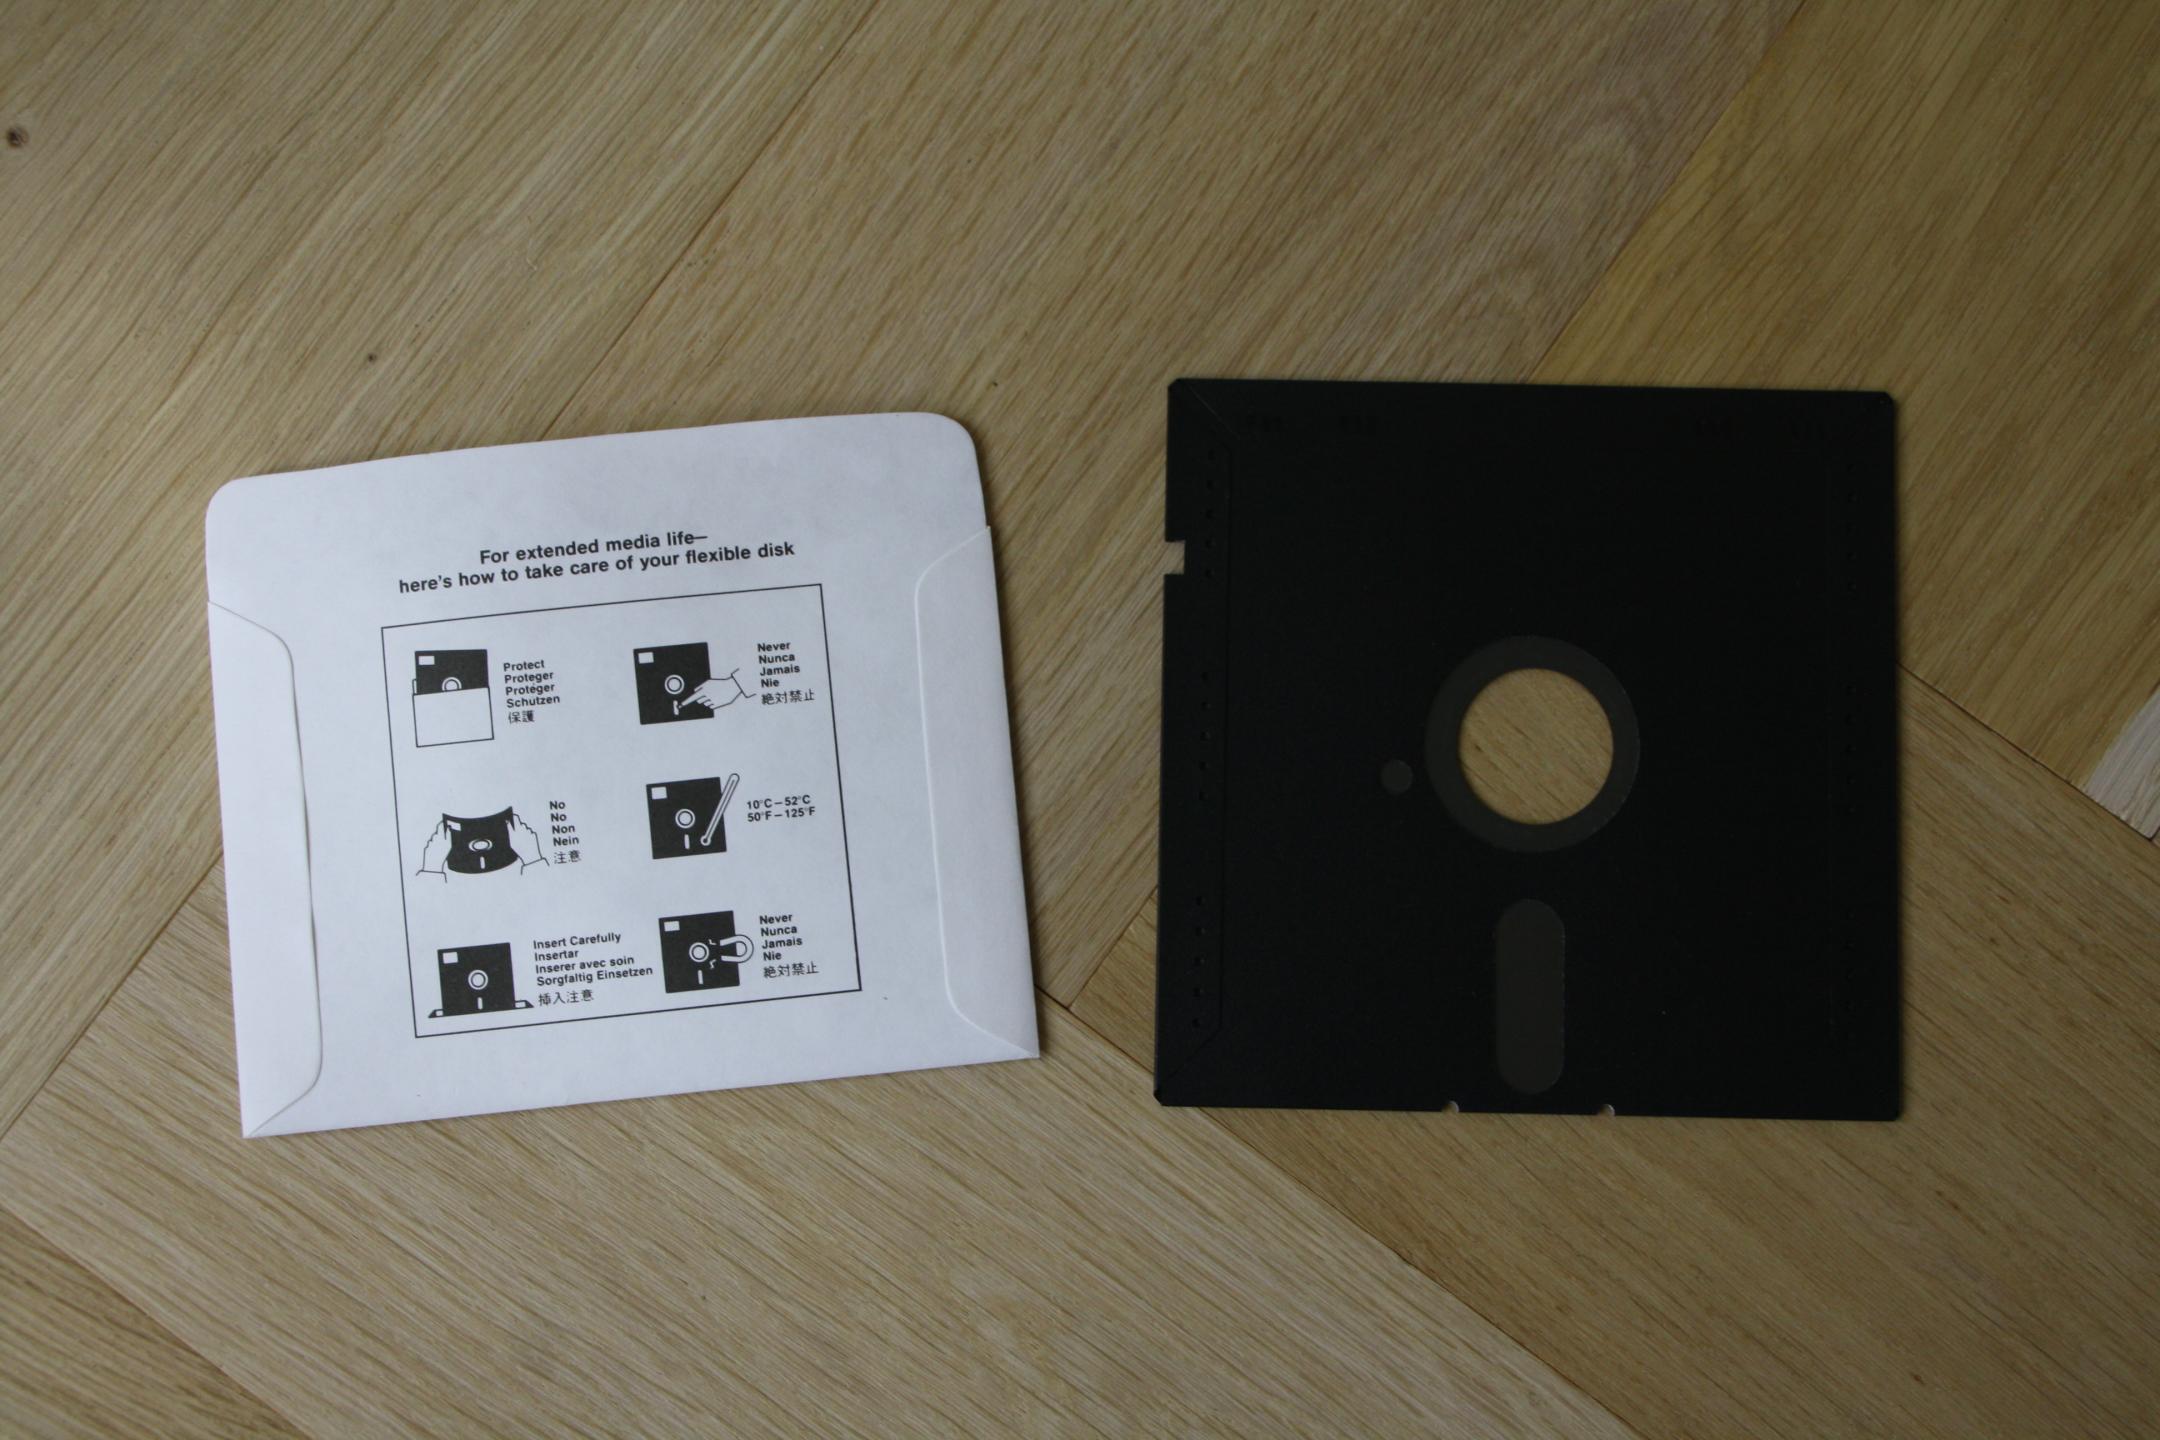 For extended media life—
here's how to take care of your flexible disk
Protect
Proteger
Protéger
Schutzen
保護
Never
Nunca
Jamais
Nie
絶対禁止
No
No
Non
Nein
注意
10°C – 52°C
50°F – 125°F
Insert Carefully
Insertar
Inserer avec soin
Sorgfaltig Einsetzen
挿入注意
Never
Nunca
Jamais
Nie
絶対禁止